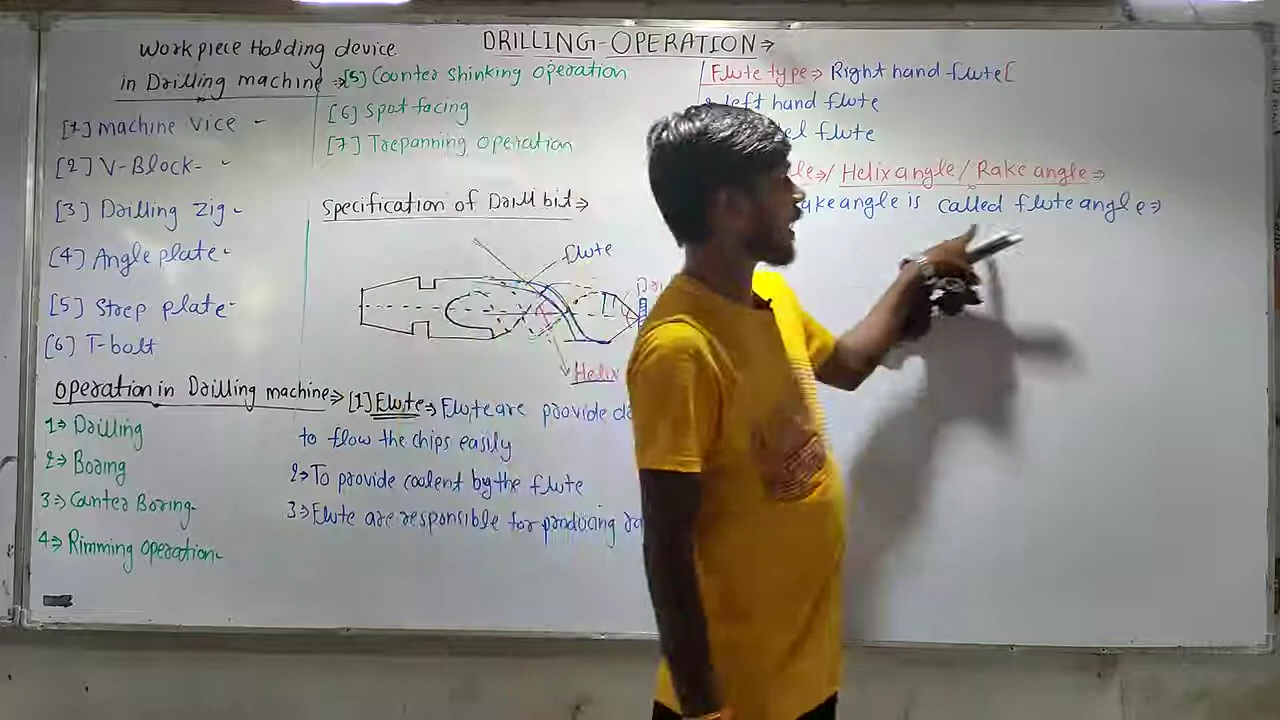 DRILLING-OPERATION⇒
Workpiece Holding device
in Drilling machine ⇒
[1] machine Vice -
[2] V-Block-
[3] Drilling Zig -
[4] Angle plate -
[5] Strep plate-
[6] T-bolt
operation in Drilling machine⇒
1⇒ Drilling
2⇒ Boring
3⇒ Counter Boring-
4⇒ Rimming operation-
[5] Counter shinking operation
[6] Spot facing
[7] Trepanning operation
Specification of Drill bit⇒
Flute
Helix
[1] Flute⇒ Flute are provide
to flow the chips easily
2⇒ To provide coolent by the flute
3⇒ Flute are responsible for producing
Flute type⇒ Right hand flute[
left hand flute
flute
/ Helix angle / Rake angle⇒
angle is called flute angle⇒